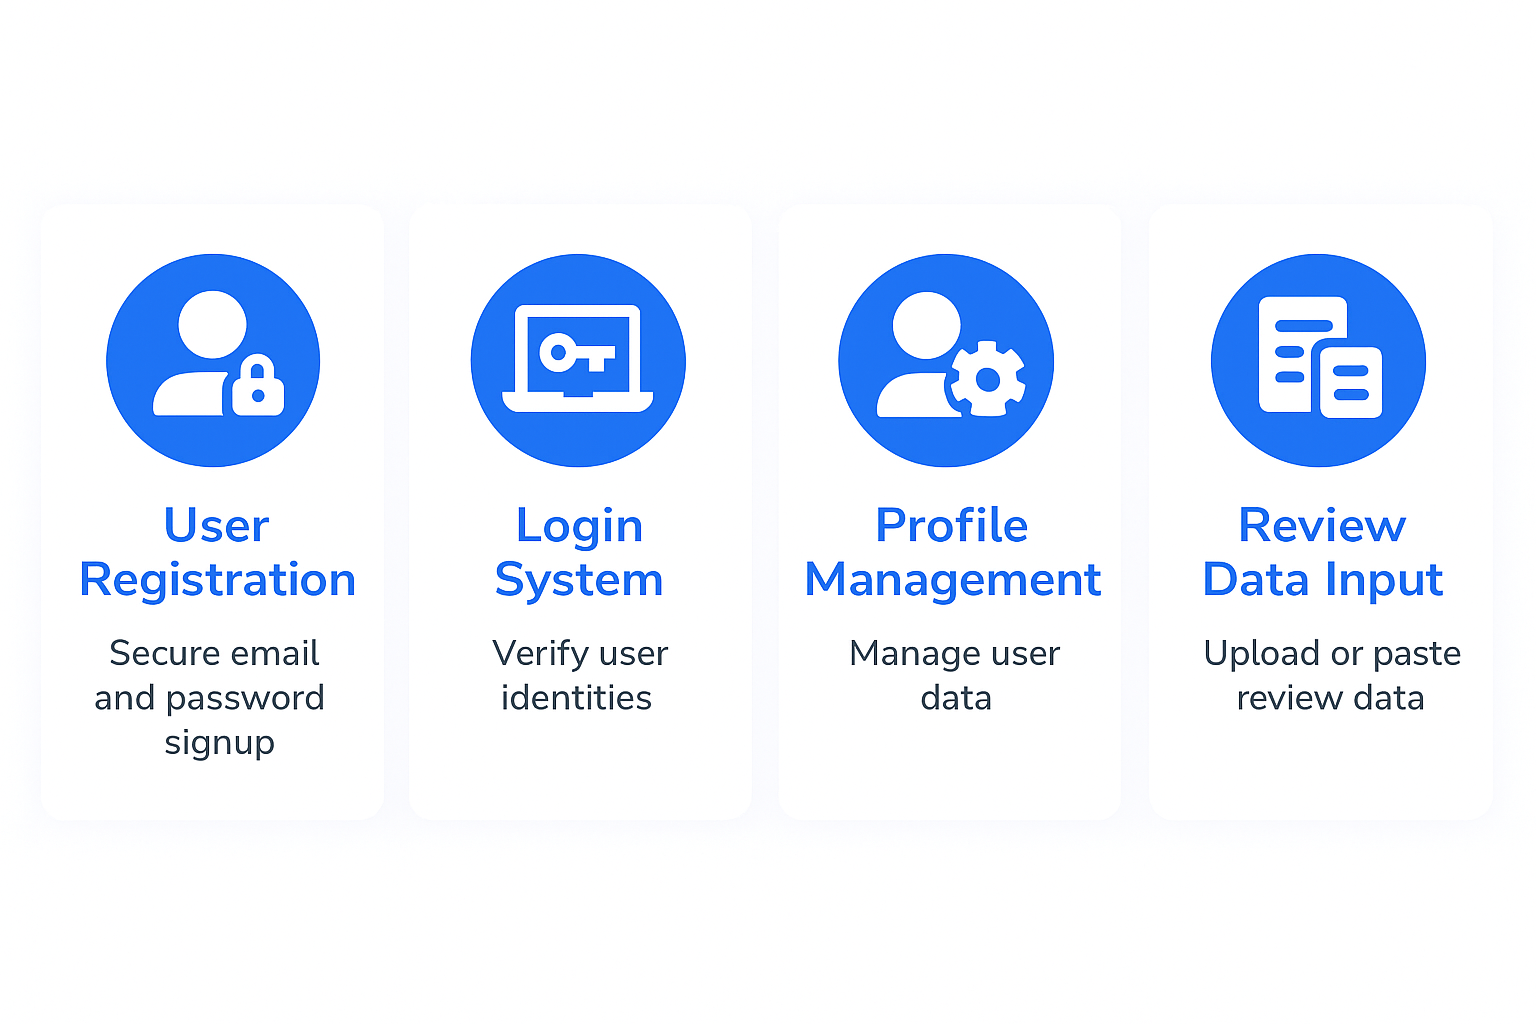 User
Registration
Secure email
and password
signup
Login
System
Verify user
identities
Profile
Management
Manage user
data
Review
Data Input
Upload or paste
review data